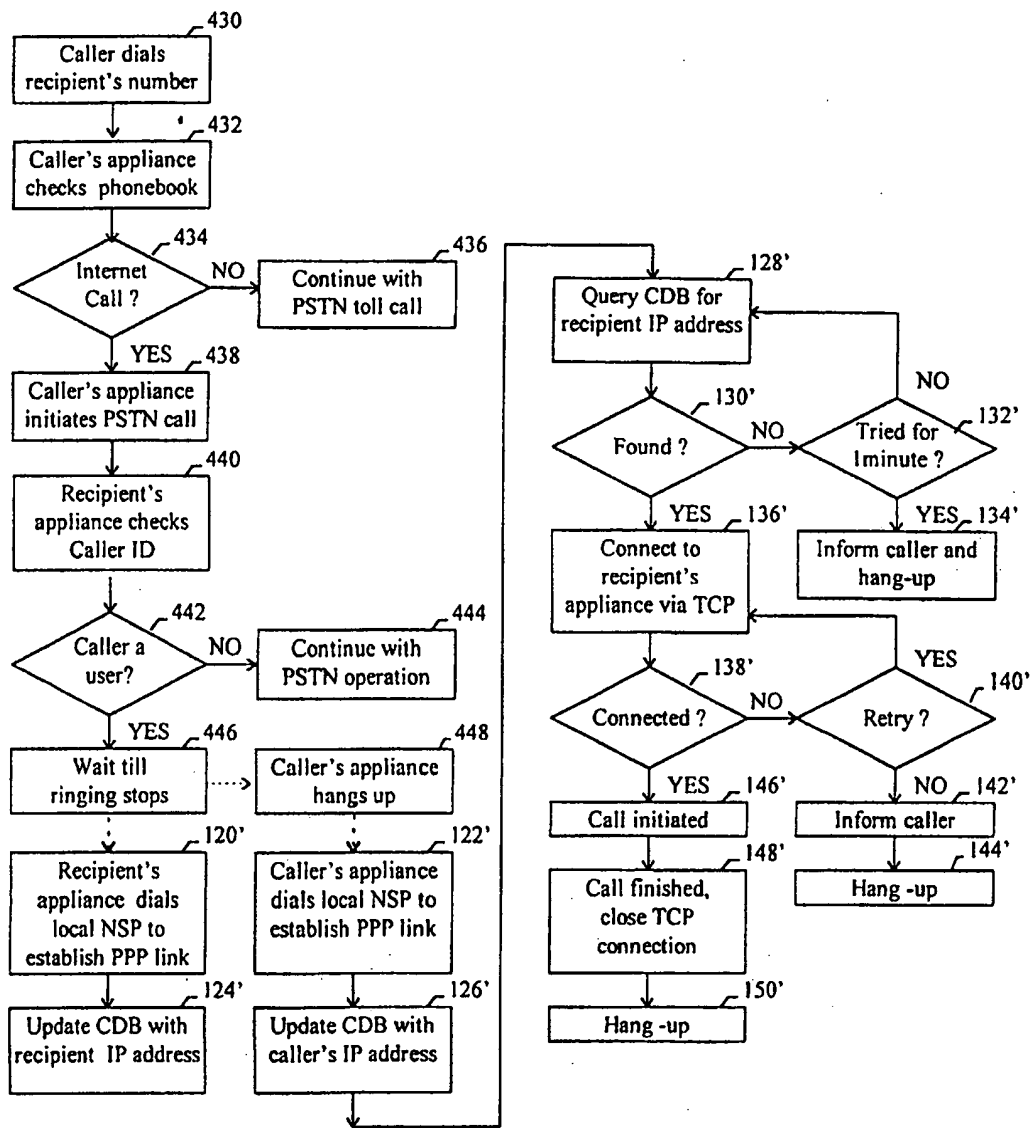 430
Caller dials
recipient's number
432
Caller's appliance
checks phonebook
434
Internet
Call ?
NO
436
Continue with
PSTN toll call
YES
438
Caller's appliance
initiates PSTN call
440
Recipient's
appliance checks
Caller ID
442
Caller a
user?
NO
444
Continue with
PSTN operation
YES
446
Wait till
ringing stops
448
Caller's appliance
hangs up
120'
Recipient's
appliance dials
local NSP to
establish PPP link
122'
Caller's appliance
dials local NSP to
establish PPP link
124'
Update CDB with
recipient IP address
126'
Update CDB with
caller's IP address
128'
Query CDB for
recipient IP address
130'
Found ?
NO
132'
Tried for
1minute ?
NO
YES
134'
Inform caller and
hang-up
YES
136'
Connect to
recipient's
appliance via TCP
138'
Connected ?
NO
140'
Retry ?
YES
NO
142'
Inform caller
144'
Hang -up
YES
146'
Call initiated
148'
Call finished,
close TCP
connection
150'
Hang -up